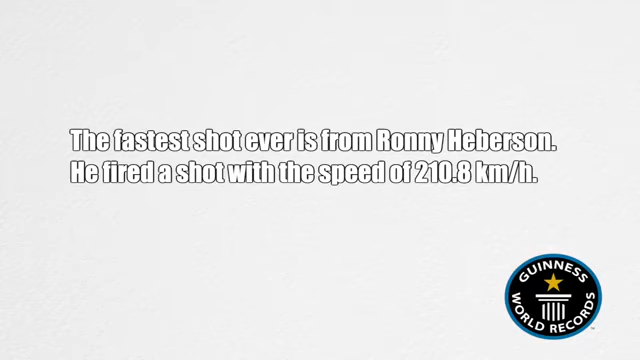 The fastest shot ever is from Ronny Heberson.
He fired a shot with the speed of 210.8 km/h.
GUINNESS
WORLD RECORDS
™